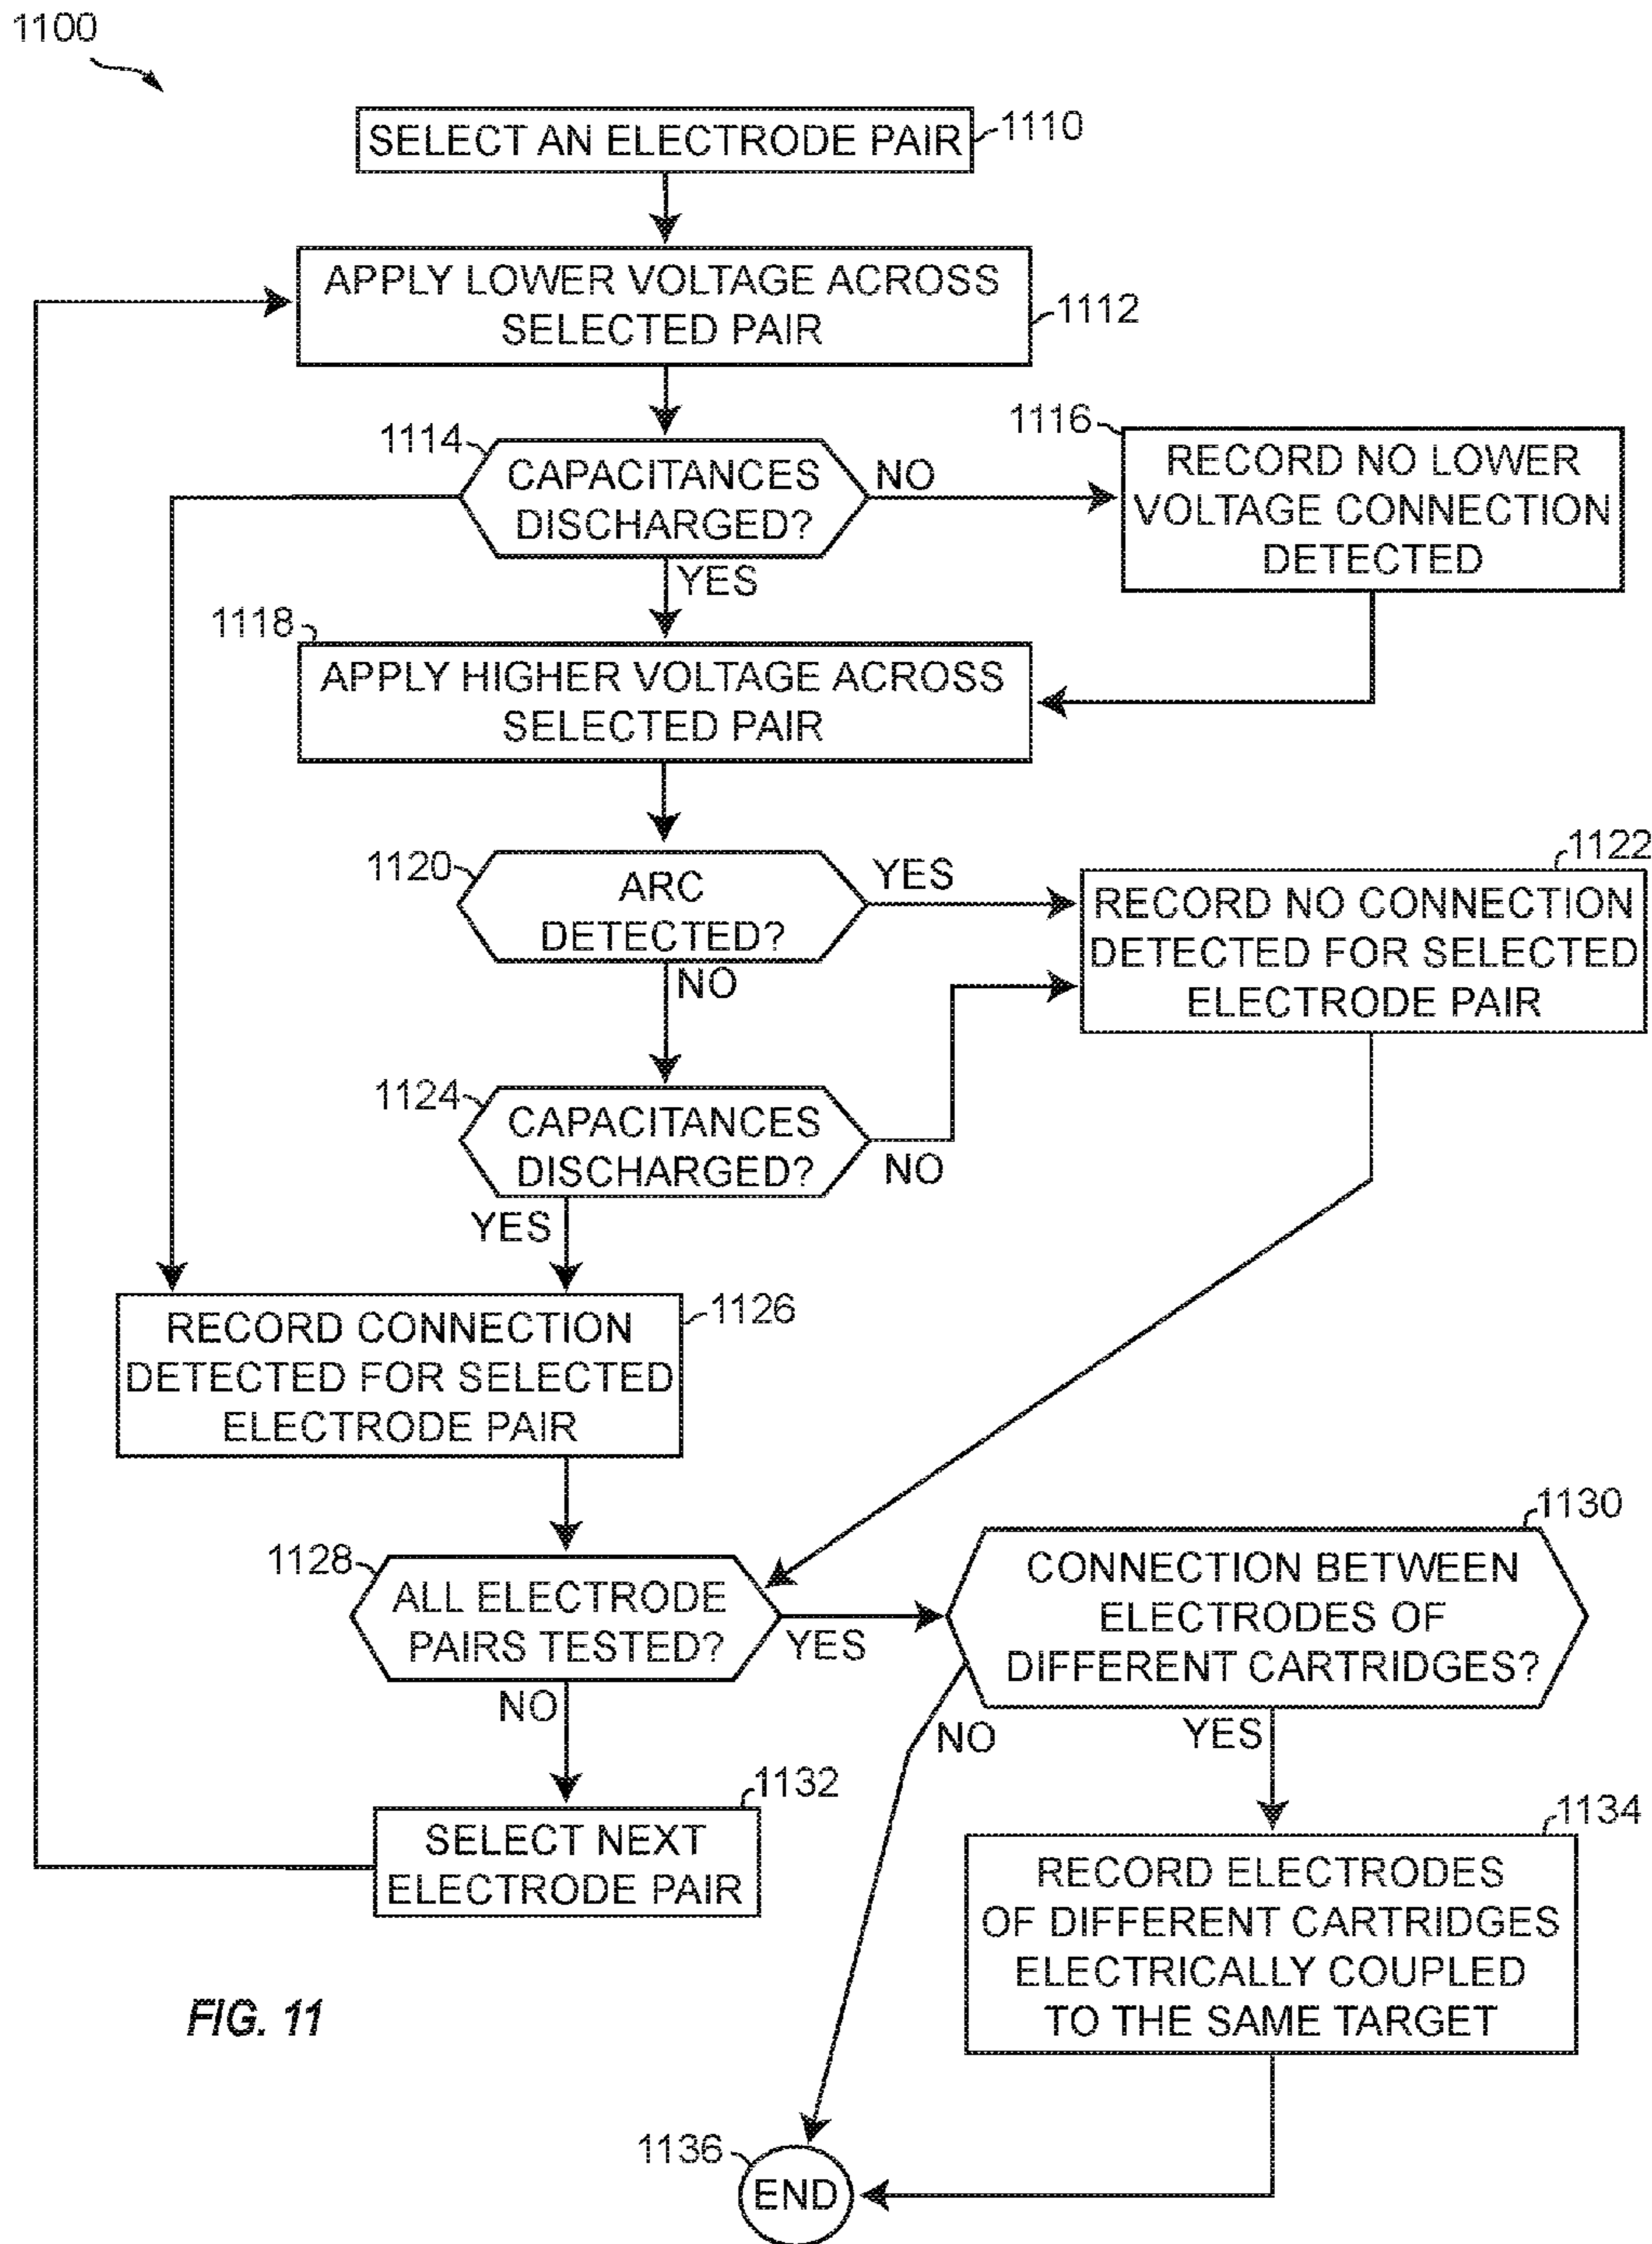 1100
SELECT AN ELECTRODE PAIR
1110
APPLY LOWER VOLTAGE ACROSS
SELECTED PAIR
1112
1114
CAPACITANCES
DISCHARGED?
NO
YES
1116
RECORD NO LOWER
VOLTAGE CONNECTION
DETECTED
1118
APPLY HIGHER VOLTAGE ACROSS
SELECTED PAIR
1120
ARC
DETECTED?
YES
NO
1122
RECORD NO CONNECTION
DETECTED FOR SELECTED
ELECTRODE PAIR
1124
CAPACITANCES
DISCHARGED?
NO
YES
RECORD CONNECTION
DETECTED FOR SELECTED
ELECTRODE PAIR
1126
1128
ALL ELECTRODE
PAIRS TESTED?
YES
NO
1130
CONNECTION BETWEEN
ELECTRODES OF
DIFFERENT CARTRIDGES?
NO
YES
1132
SELECT NEXT
ELECTRODE PAIR
1134
RECORD ELECTRODES
OF DIFFERENT CARTRIDGES
ELECTRICALLY COUPLED
TO THE SAME TARGET
FIG. 11
1136
END